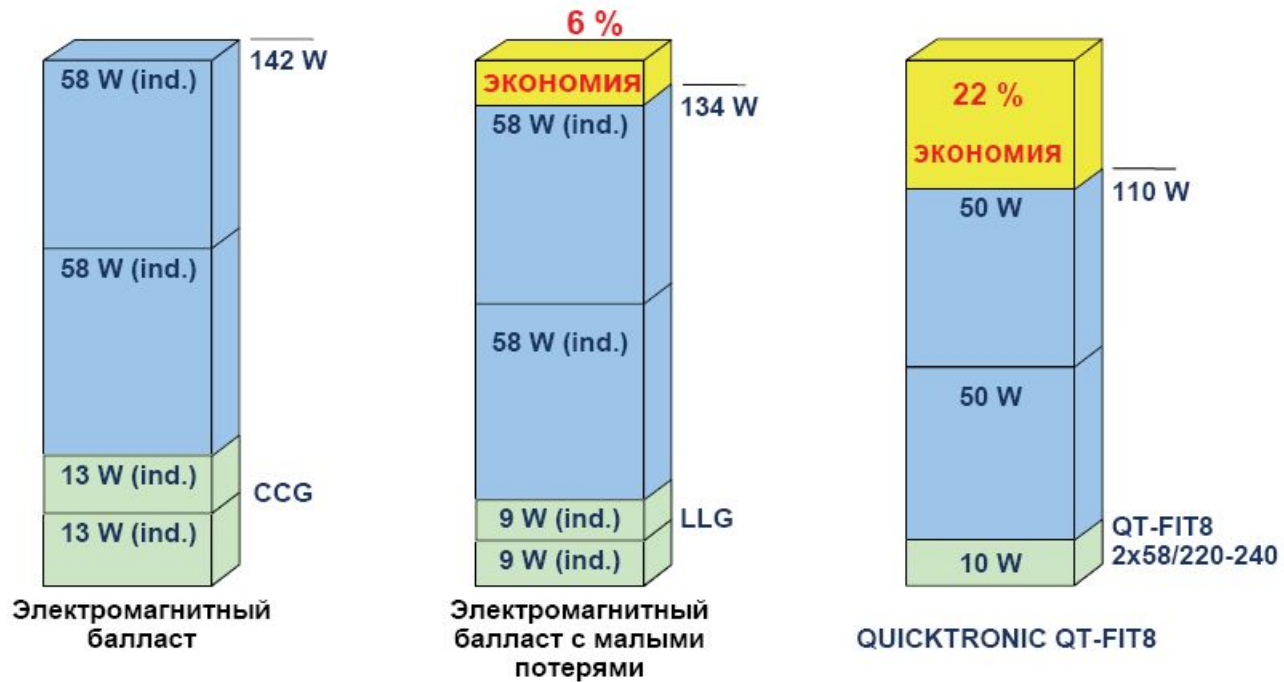 142 W
58 W (ind.)
58 W (ind.)
13 W (ind.)
13 W (ind.)
CCG
Электромагнитный
балласт
6 %
ЭКОНОМИЯ
134 W
58 W (ind.)
58 W (ind.)
9 W (ind.)
9 W (ind.)
LLG
Электромагнитный
балласт с малыми
потерями
22 %
ЭКОНОМИЯ
110 W
50 W
50 W
10 W
QT-FIT8
2x58/220-240
QUICKTRONIC QT-FIT8